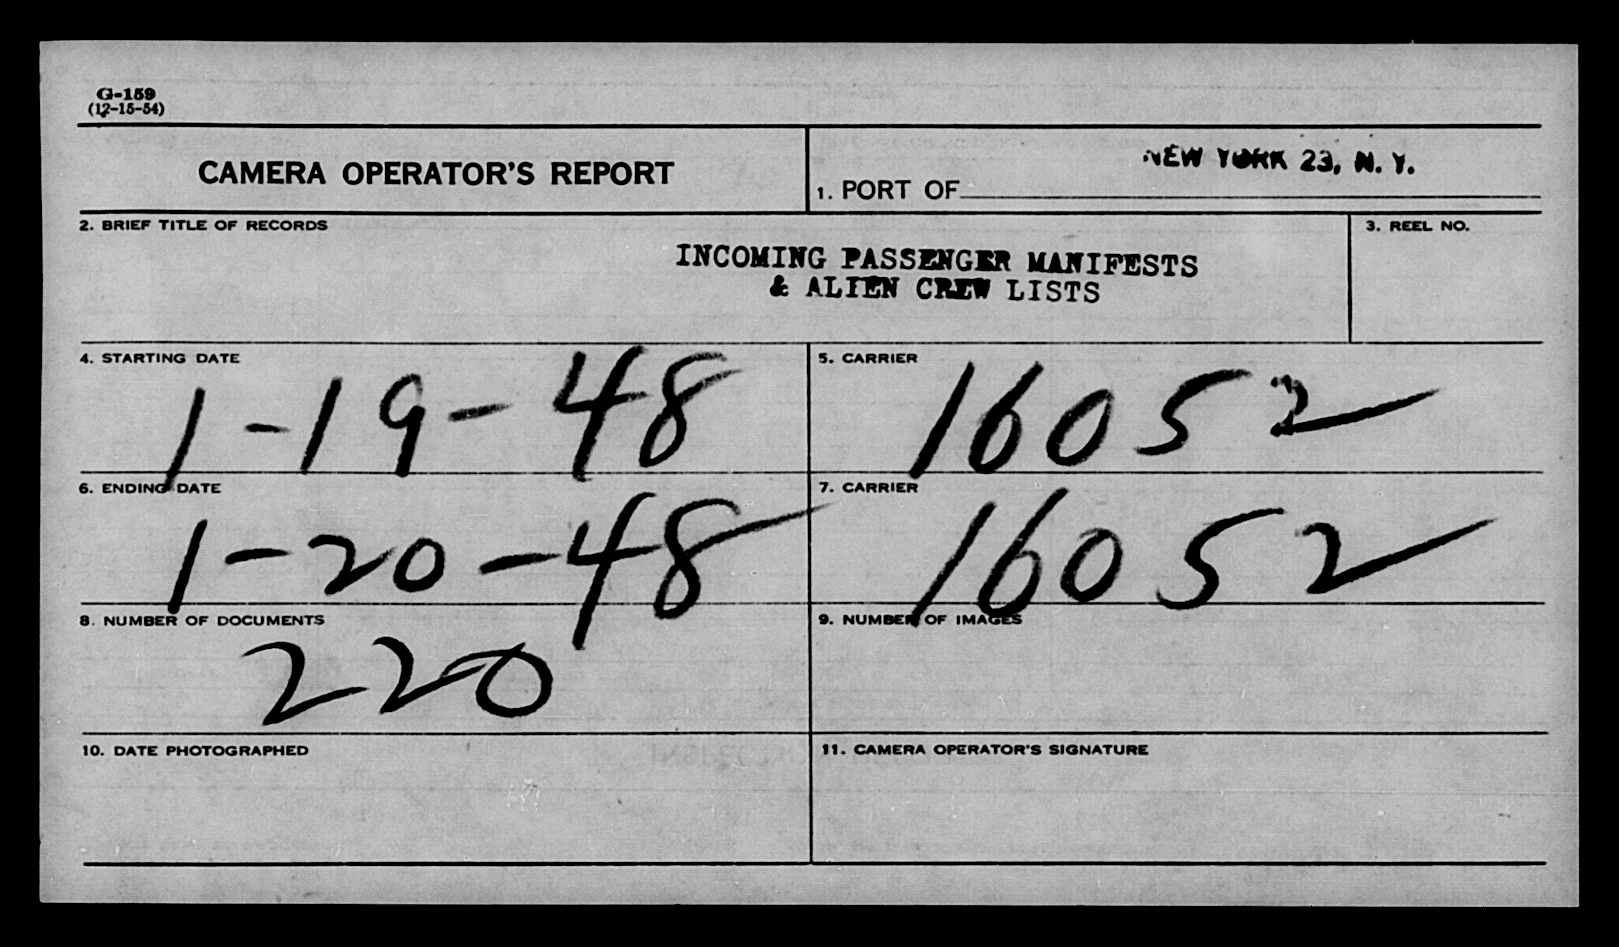 G-159
(12-15-54)
CAMERA OPERATOR'S REPORT
1. PORT OF NEW YORK 23, N. Y.
2. BRIEF TITLE OF RECORDS
INCOMING PASSENGER MANIFESTS
& ALIEN CREW LISTS
3. REEL NO.
4. STARTING DATE
1-19-48
5. CARRIER
16052
6. ENDING DATE
1-20-48
7. CARRIER
16052
8. NUMBER OF DOCUMENTS
220
9. NUMBER OF IMAGES
10. DATE PHOTOGRAPHED
11. CAMERA OPERATOR'S SIGNATURE